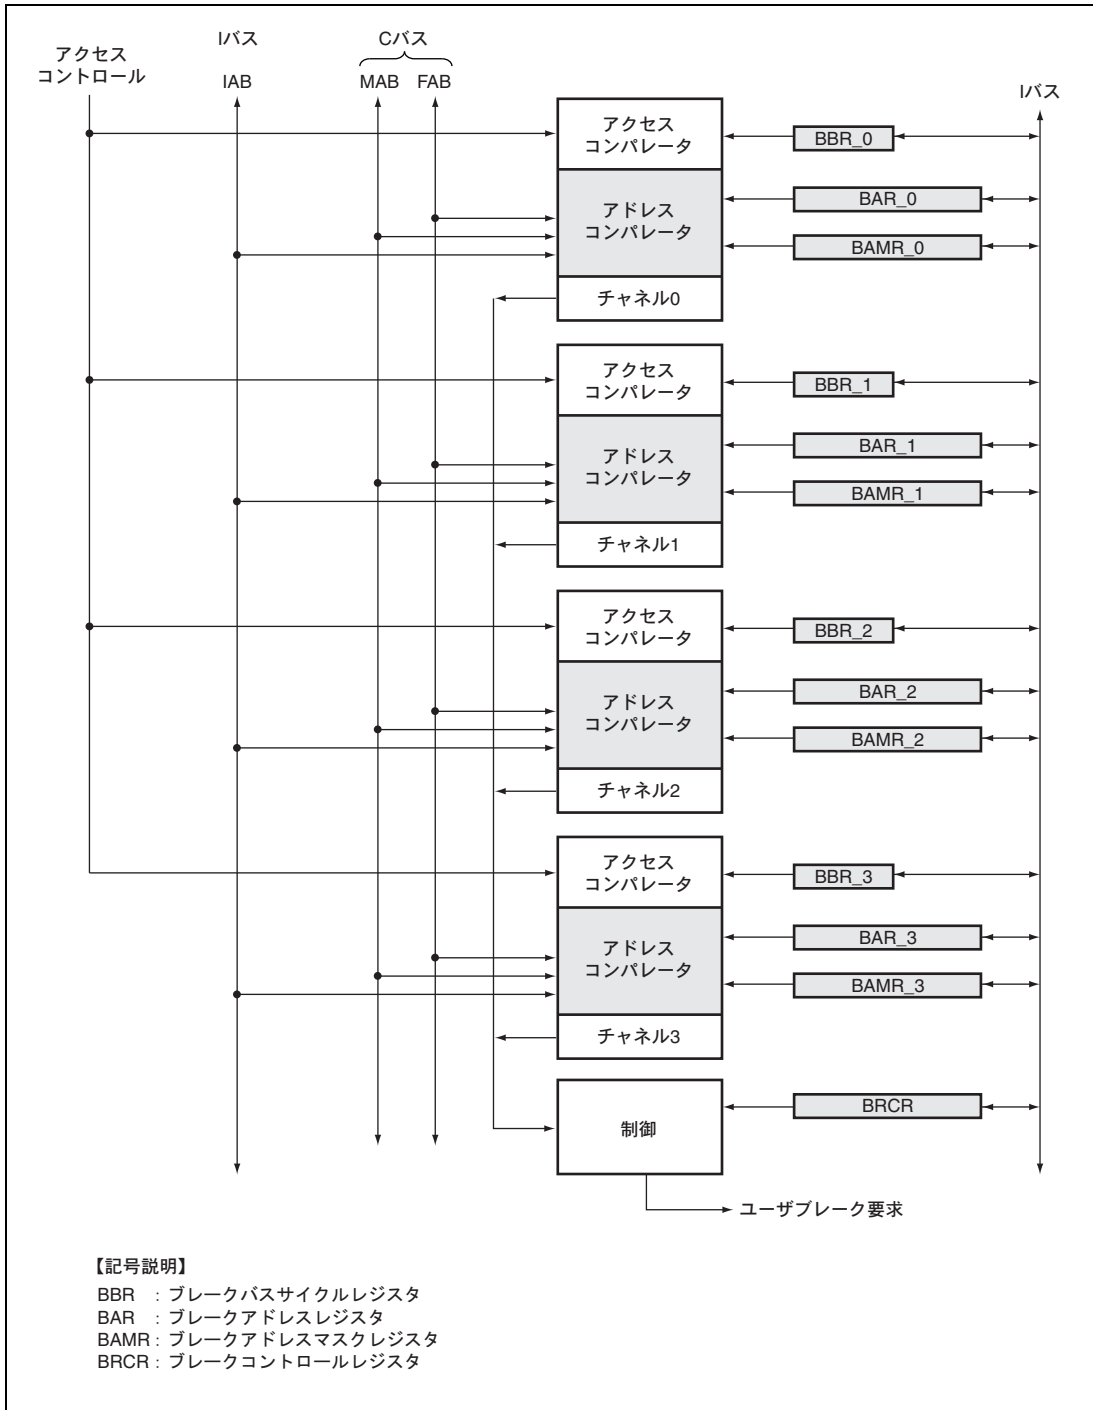 アクセス
コントロール
Iバス
IAB
Cバス
MAB FAB
Iバス
アクセス
コンパレータ
BBR_0
アドレス
コンパレータ
BAR_0
BAMR_0
チャネル0
アクセス
コンパレータ
BBR_1
アドレス
コンパレータ
BAR_1
BAMR_1
チャネル1
アクセス
コンパレータ
BBR_2
アドレス
コンパレータ
BAR_2
BAMR_2
チャネル2
アクセス
コンパレータ
BBR_3
アドレス
コンパレータ
BAR_3
BAMR_3
チャネル3
制御
BRCR
ユーザブレーク要求
【記号説明】
BBR : ブレークバスサイクルレジスタ
BAR : ブレークアドレスレジスタ
BAMR : ブレークアドレスマスクレジスタ
BRCR : ブレークコントロールレジスタ